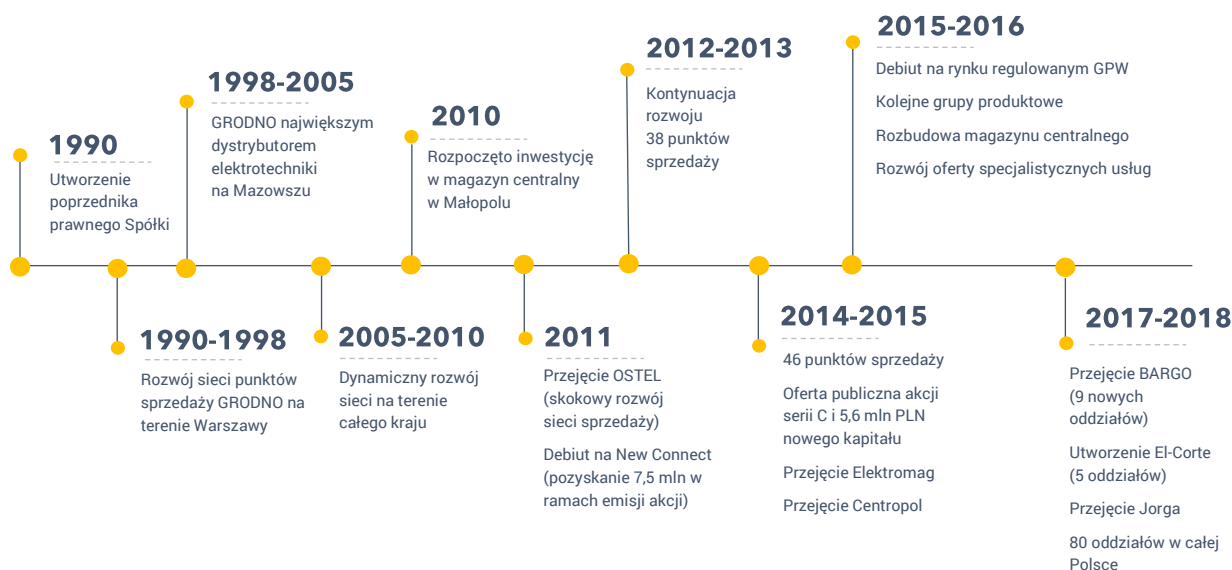 1990
Utworzenie
poprzednika
prawnego Spółki
1990-1998
Rozwój sieci punktów
sprzedaży GRODNO na
terenie Warszawy
1998-2005
GRODNO największym
dystrybutorem
elektrotechniki
na Mazowszu
2005-2010
Dynamiczny rozwój
sieci na terenie
całego kraju
2010
Rozpoczęto inwestycję
w magazyn centralny
w Małopolu
2011
Przejęcie OSTEL
(skokowy rozwój
sieci sprzedaży)
Debiut na New Connect
(pozyskanie 7,5 mln w
ramach emisji akcji)
2012-2013
Kontynuacja
rozwoju
38 punktów
sprzedaży
2014-2015
46 punktów sprzedaży
Oferta publiczna akcji
serii C i 5,6 mln PLN
nowego kapitału
Przejęcie Elektromag
Przejęcie Centropol
2015-2016
Debiut na rynku regulowanym GPW
Kolejne grupy produktowe
Rozbudowa magazynu centralnego
Rozwój oferty specjalistycznych usług
2017-2018
Przejęcie BARGO
(9 nowych
oddziałów)
Utworzenie El-Corte
(5 oddziałów)
Przejęcie Jorga
80 oddziałów w całej
Polsce